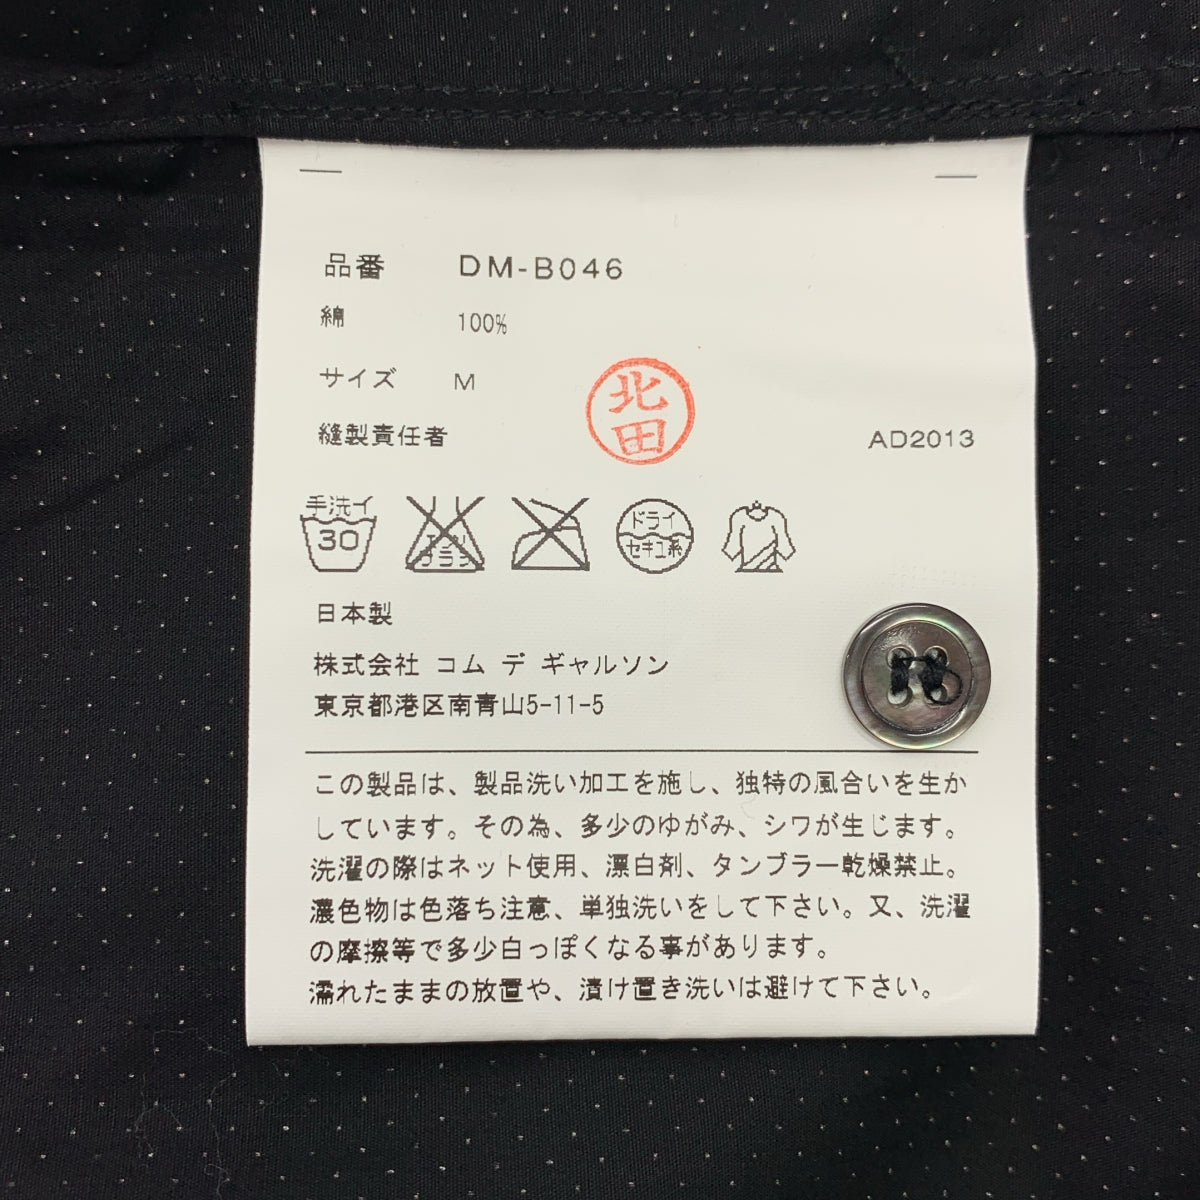 品番 DM-B046
綿 100%
サイズ M
北田
縫製責任者 AD2013
手洗イ
30
エンソ
ブラシ
ドライ
セキユ系
日本製
株式会社 コム デ ギャルソン
東京都港区南青山5-11-5
この製品は、製品洗い加工を施し、独特の風合いを生か
しています。その為、多少のゆがみ、シワが生じます。
洗濯の際はネット使用、漂白剤、タンブラー乾燥禁止。
濃色物は色落ち注意、単独洗いをして下さい。又、洗濯
の摩擦等で多少白っぽくなる事があります。
濡れたままの放置や、漬け置き洗いは避けて下さい。